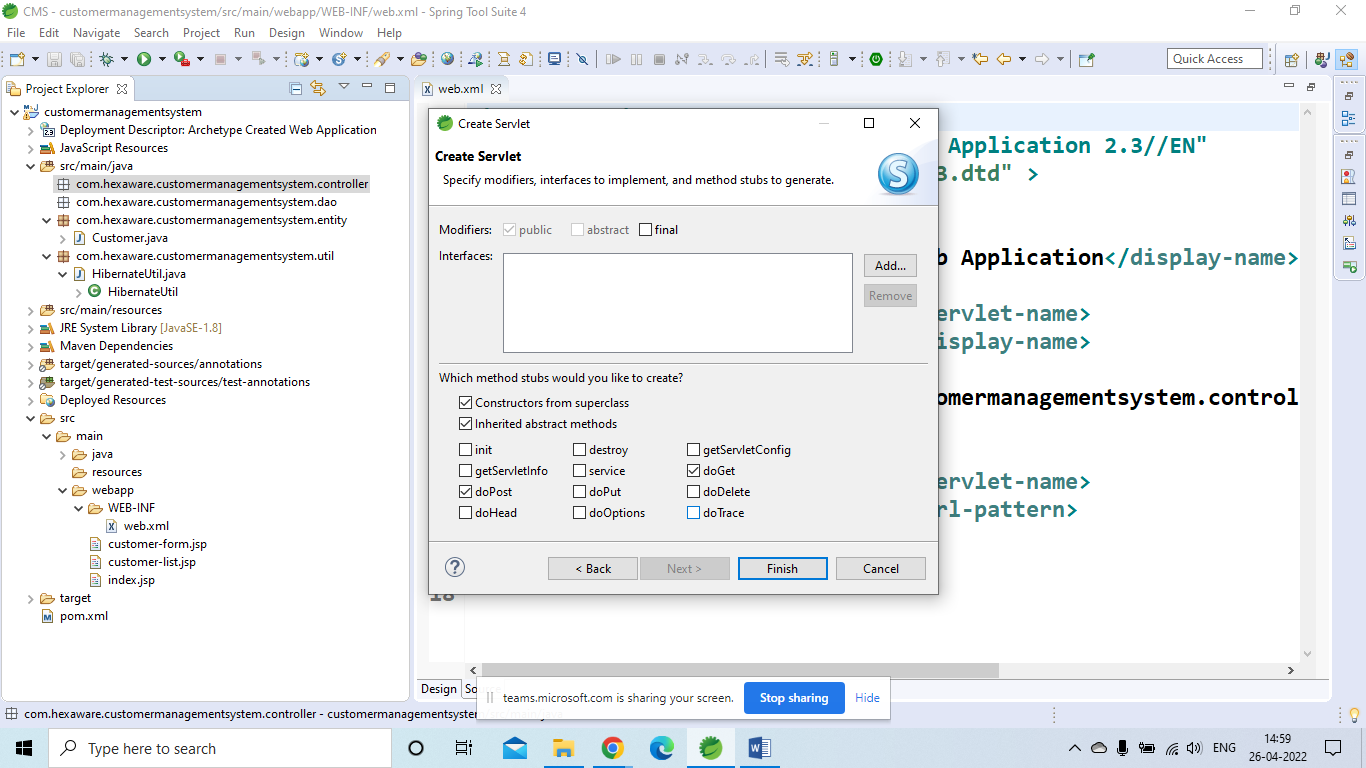 CMS - customermanagementsystem/src/main/webapp/WEB-INF/web.xml - Spring Tool Suite 4
File Edit Navigate Search Project Run Design Window Help
Quick Access
Project Explorer
customermanagementsystem
Deployment Descriptor: Archetype Created Web Application
JavaScript Resources
src/main/java
com.hexaware.customermanagementsystem.controller
com.hexaware.customermanagementsystem.dao
com.hexaware.customermanagementsystem.entity
Customer.java
com.hexaware.customermanagementsystem.util
HibernateUtil.java
HibernateUtil
src/main/resources
JRE System Library [JavaSE-1.8]
Maven Dependencies
target/generated-sources/annotations
target/generated-test-sources/test-annotations
Deployed Resources
src
main
java
resources
webapp
WEB-INF
web.xml
customer-form.jsp
customer-list.jsp
index.jsp
target
pom.xml
web.xml
Application 2.3//EN"
3.dtd" >
b Application</display-name>
ervlet-name>
isplay-name>
omermanagementsystem.control
ervlet-name>
rl-pattern>
18
Design
Create Servlet
Create Servlet
Specify modifiers, interfaces to implement, and method stubs to generate.
Modifiers: public abstract final
Interfaces:
Add...
Remove
Which method stubs would you like to create?
Constructors from superclass
Inherited abstract methods
init destroy getServletConfig
getServletInfo service doGet
doPost doPut doDelete
doHead doOptions doTrace
< Back Next > Finish Cancel
teams.microsoft.com is sharing your screen. Stop sharing Hide
com.hexaware.customermanagementsystem.controller - customermanagementsystem
Type here to search
ENG
14:59
26-04-2022